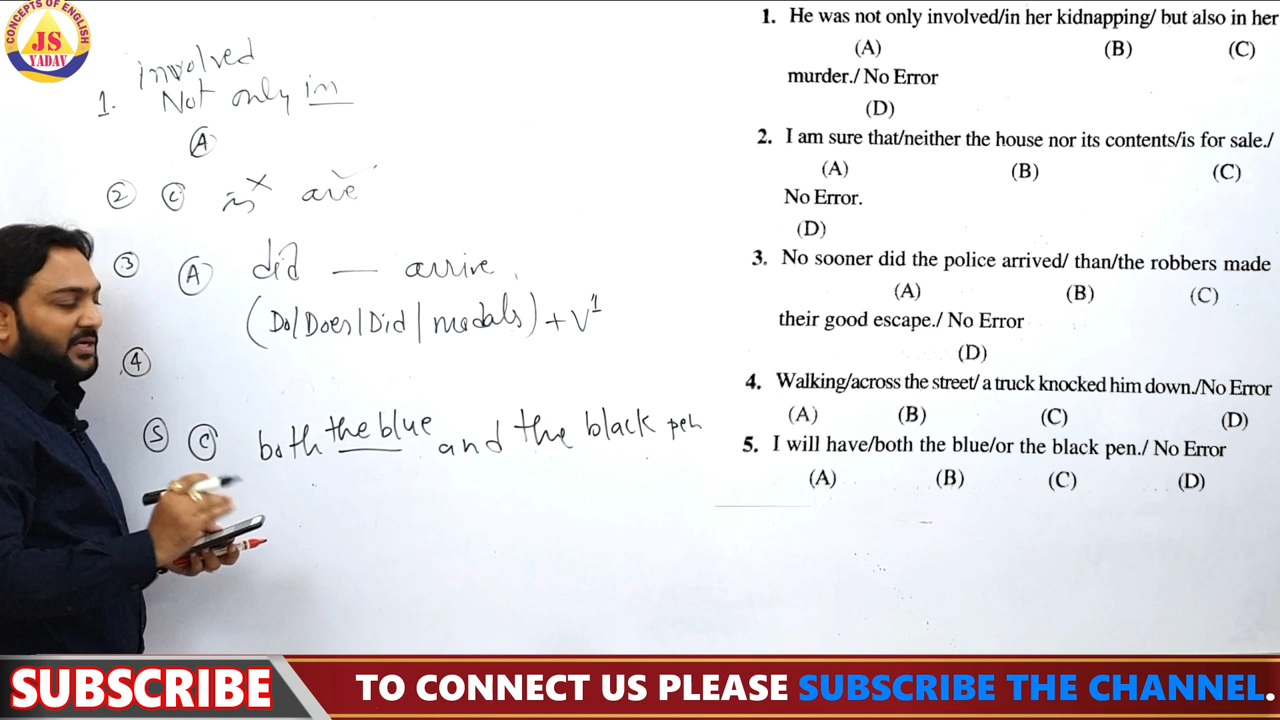 CONCEPTS OF ENGLISH
JS
YADAV
involved
1. Not only in
(A)
(2) (C) is × are
(3) (A) did — arrive.
(Do/Does/Did/modals) + V1
(4)
(5) (C) both the blue and the black pen
1. He was not only involved/in her kidnapping/ but also in her
(A) (B) (C)
murder./ No Error
(D)
2. I am sure that/neither the house nor its contents/is for sale./
(A) (B) (C)
No Error.
(D)
3. No sooner did the police arrived/ than/the robbers made
(A) (B) (C)
their good escape./ No Error
(D)
4. Walking/across the street/ a truck knocked him down./No Error
(A) (B) (C) (D)
5. I will have/both the blue/or the black pen./ No Error
(A) (B) (C) (D)
SUBSCRIBE TO CONNECT US PLEASE SUBSCRIBE THE CHANNEL.